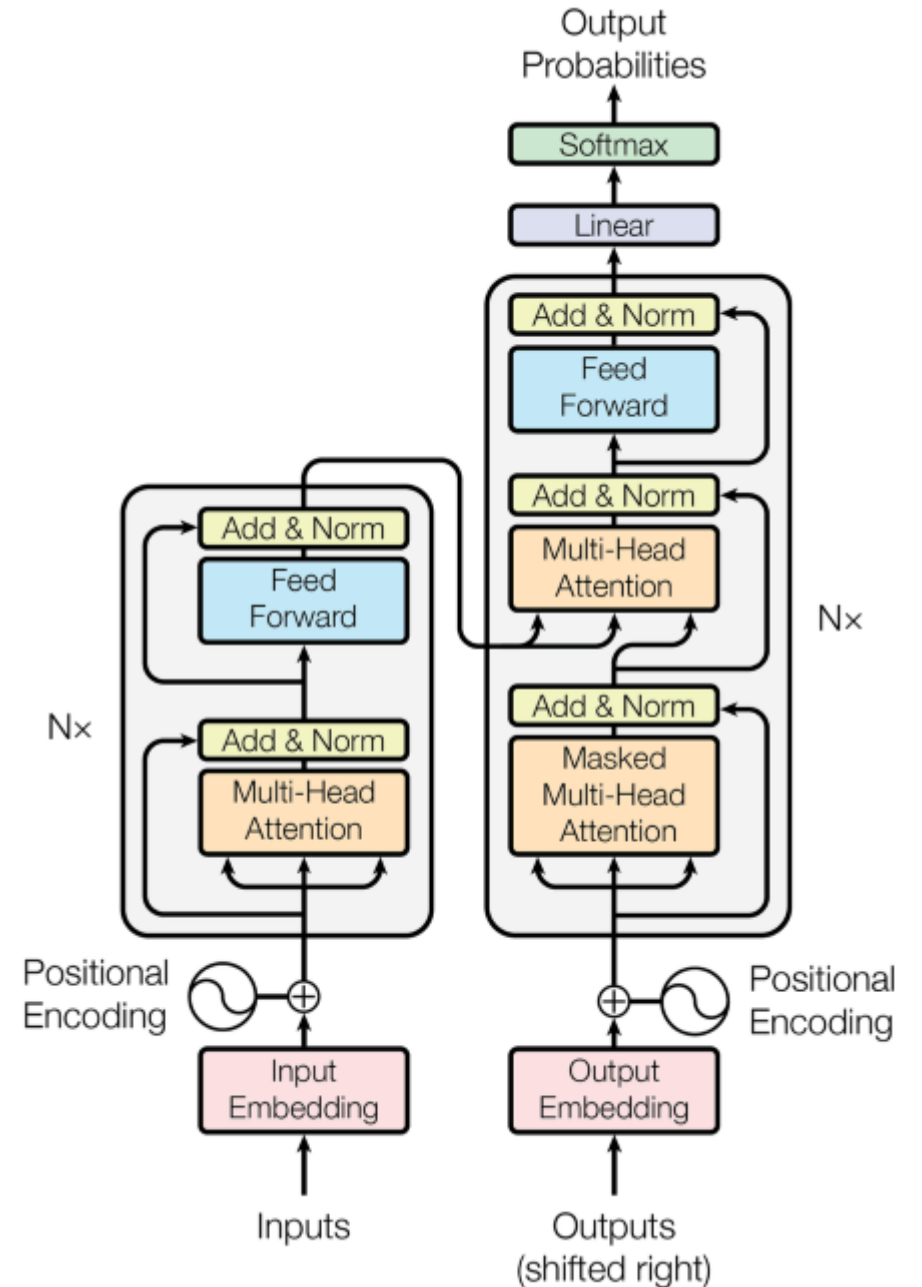 Output
Probabilities
Softmax
Linear
Add & Norm
Feed
Forward
Add & Norm
Multi-Head
Attention
Add & Norm
Masked
Multi-Head
Attention
Nx
Add & Norm
Feed
Forward
Add & Norm
Multi-Head
Attention
N×
Positional
Encoding
Positional
Encoding
Input
Embedding
Output
Embedding
Inputs
Outputs
(shifted right)